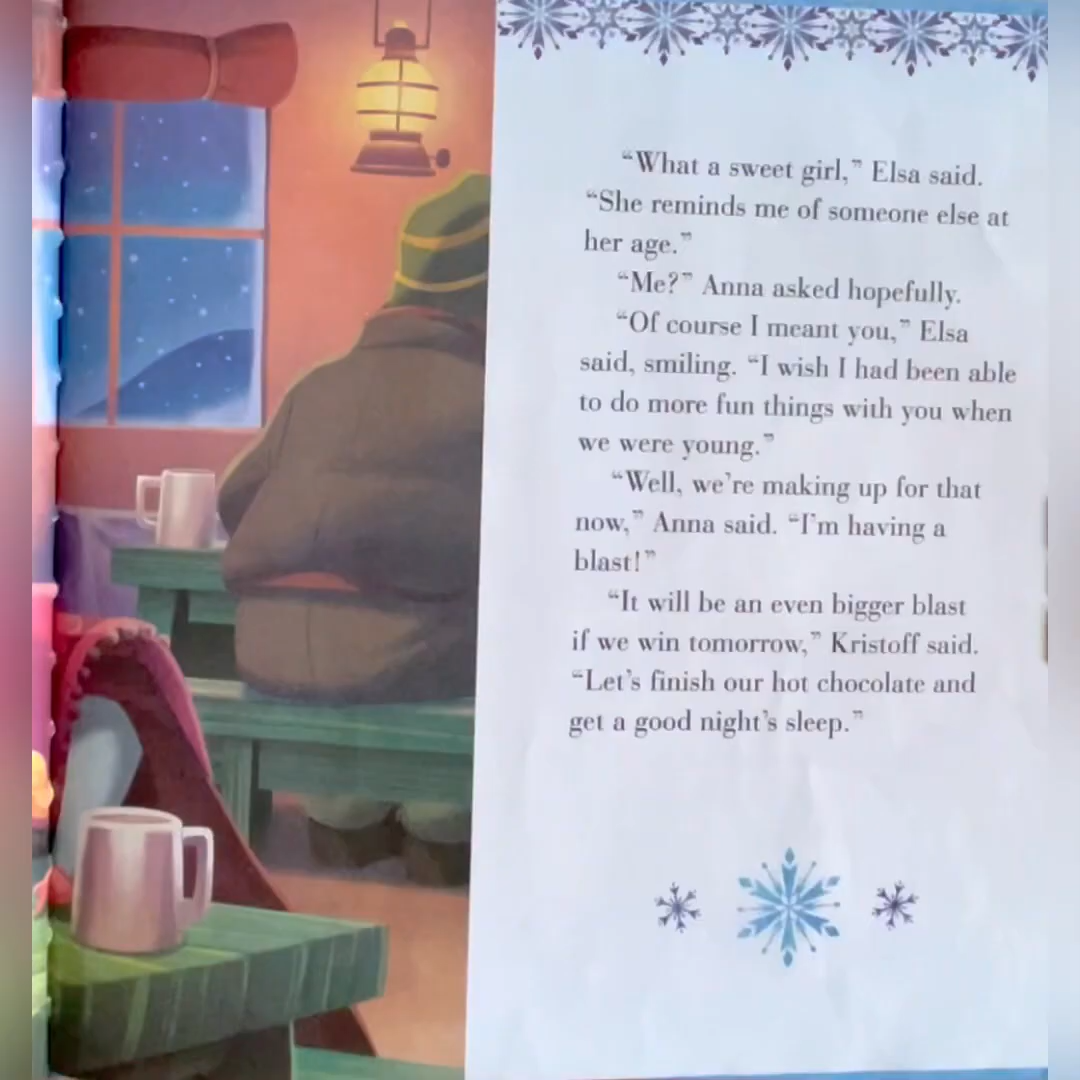 “What a sweet girl,” Elsa said.
“She reminds me of someone else at
her age.”
“Me?” Anna asked hopefully.
“Of course I meant you,” Elsa
said, smiling. “I wish I had been able
to do more fun things with you when
we were young.”
“Well, we’re making up for that
now,” Anna said. “I’m having a
blast!”
“It will be an even bigger blast
if we win tomorrow,” Kristoff said.
“Let’s finish our hot chocolate and
get a good night’s sleep.”